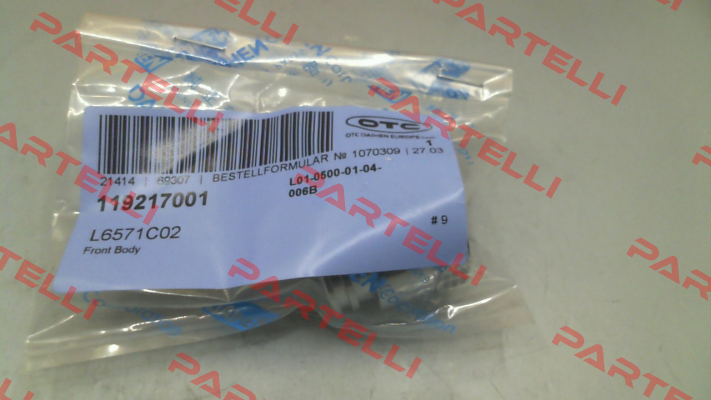 OTC
OTC DAIHEN EUROPE GmbH
1
21414 | 69307 | BESTELLFORMULAR № 1070309 | 27.03
119217001
L01-0500-01-04-
006B
L6571C02
Front Body
# 9
PARTELLI
PARTELLI
PARTELLI
PARTELLI
PARTELLI
PARTELLI